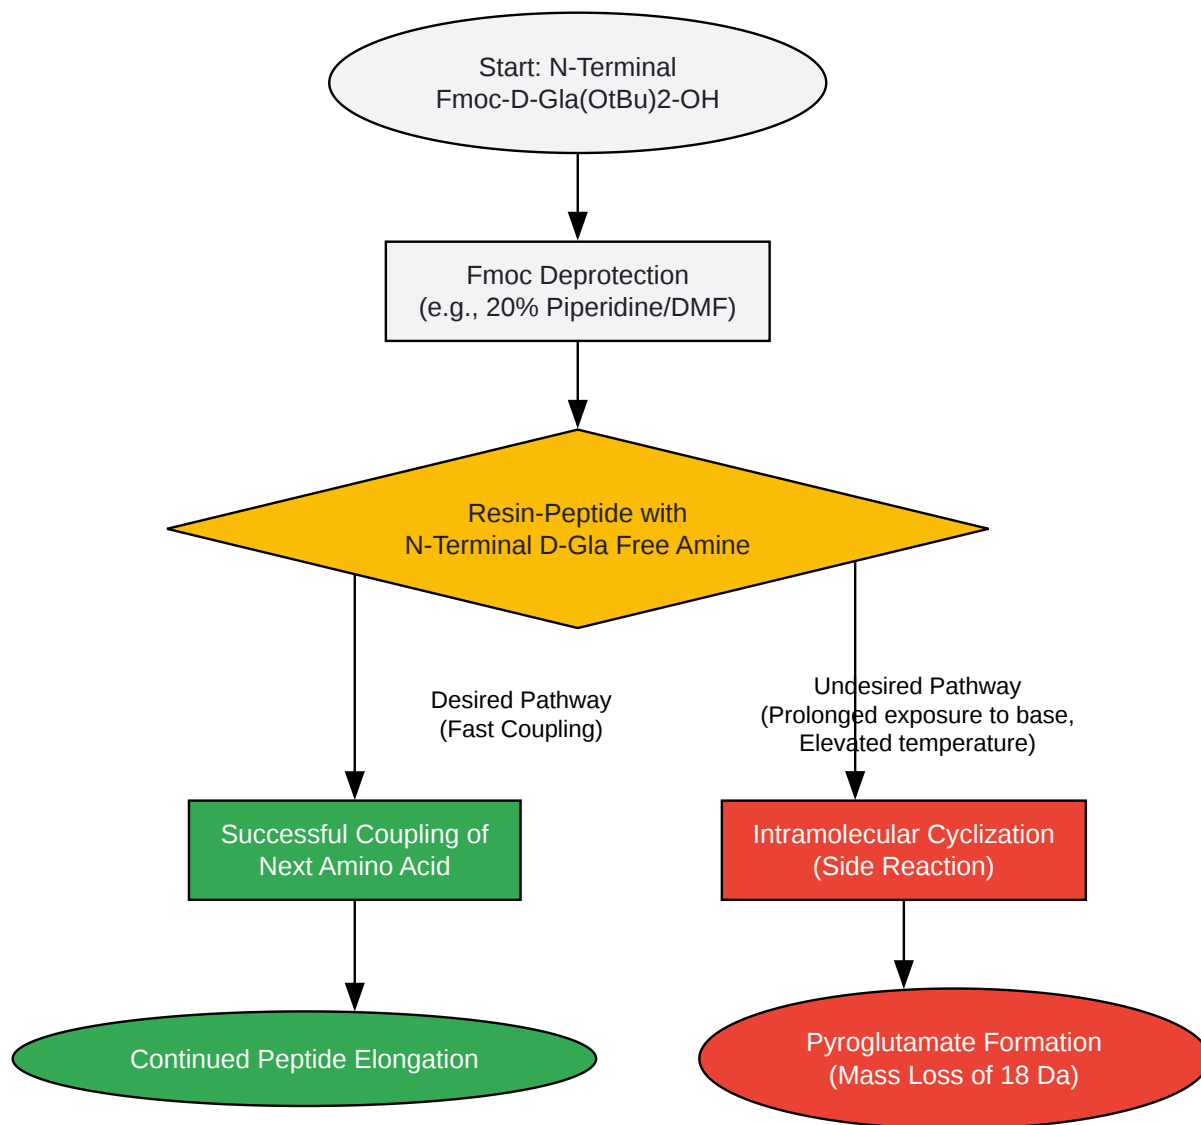 Start: N-Terminal
Fmoc-D-Gla(OtBu)2-OH
Fmoc Deprotection
(e.g., 20% Piperidine/DMF)
Resin-Peptide with
N-Terminal D-Gla Free Amine
Desired Pathway
(Fast Coupling)
Undesired Pathway
(Prolonged exposure to base,
Elevated temperature)
Successful Coupling of
Next Amino Acid
Intramolecular Cyclization
(Side Reaction)
Continued Peptide Elongation
Pyroglutamate Formation
(Mass Loss of 18 Da)